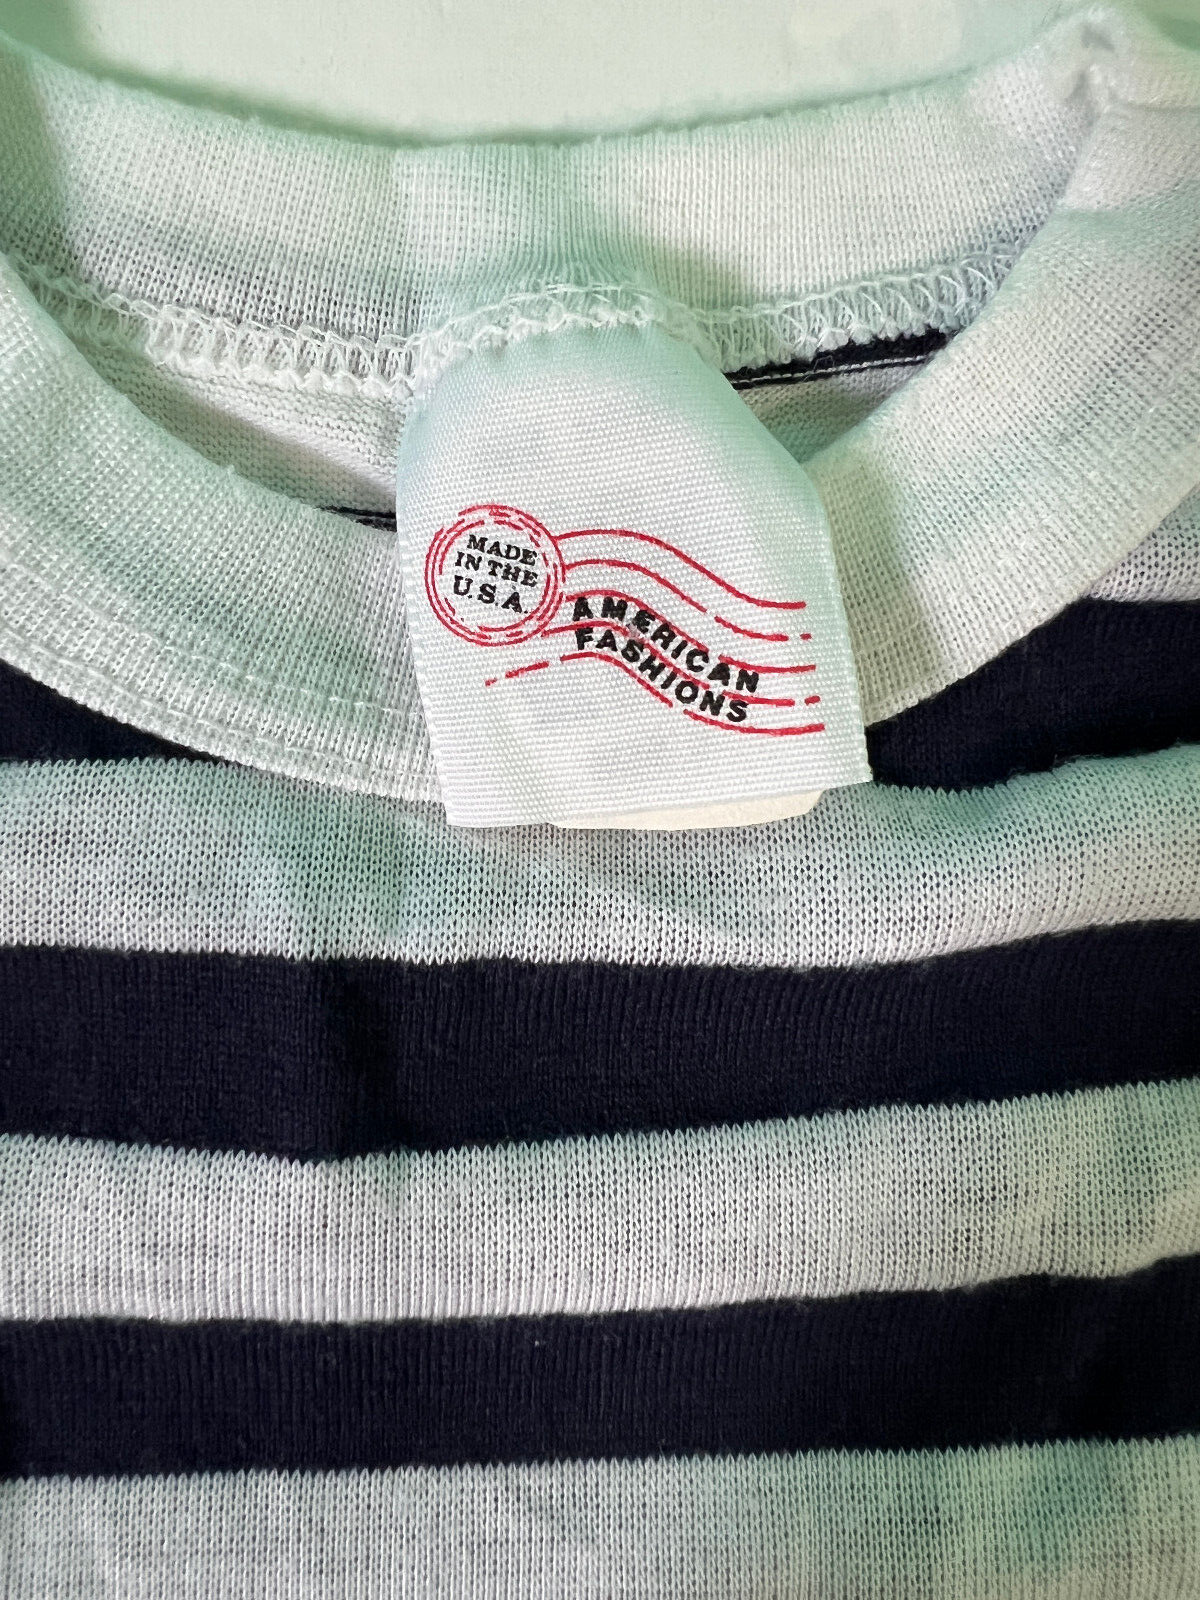 MADE
IN THE
U.S.A.
AMERICAN
FASHIONS